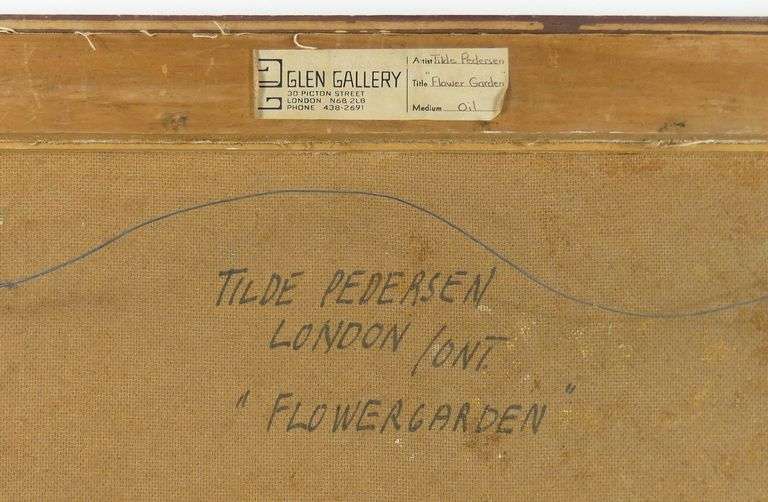 GLEN GALLERY
30 PICTON STREET
LONDON N6B 2L8
PHONE 438-2691
Artist Tilde Pedersen
Title "Flower Garden"
Medium Oil
TILDE PEDERSEN
LONDON /ONT.
"FLOWERGARDEN"